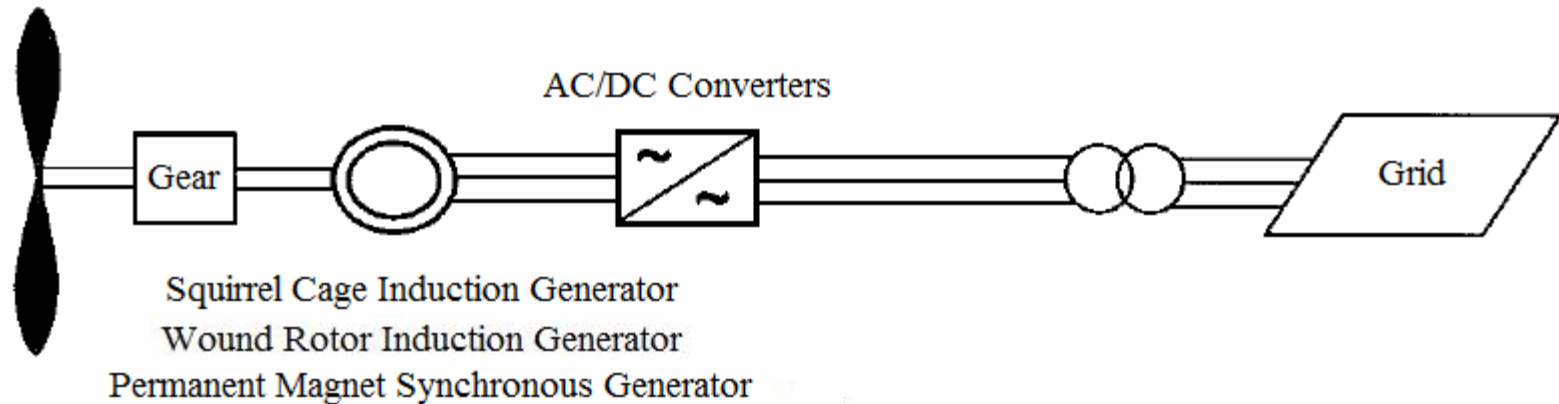 AC/DC Converters
Gear
~
~
Grid
Squirrel Cage Induction Generator
Wound Rotor Induction Generator
Permanent Magnet Synchronous Generator